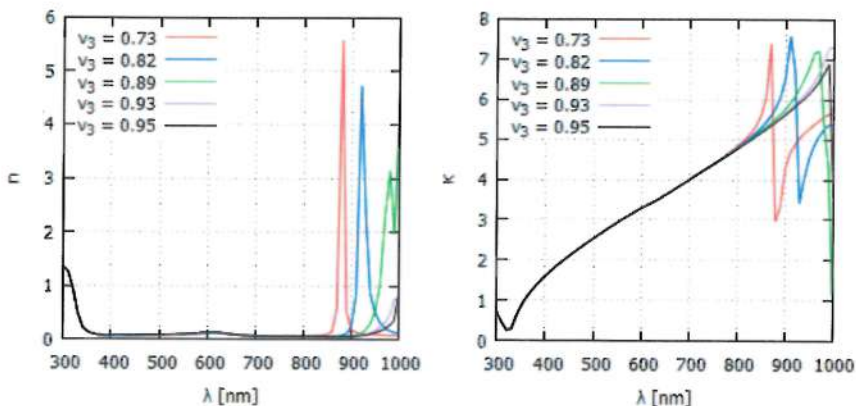 6
5
4
3
2
1
0
n
v3 = 0.73
v3 = 0.82
v3 = 0.89
v3 = 0.93
v3 = 0.95
300 400 500 600 700 800 900 1000
λ [nm]
8
7
6
5
4
3
2
1
0
κ
v3 = 0.73
v3 = 0.82
v3 = 0.89
v3 = 0.93
v3 = 0.95
300 400 500 600 700 800 900 1000
λ [nm]